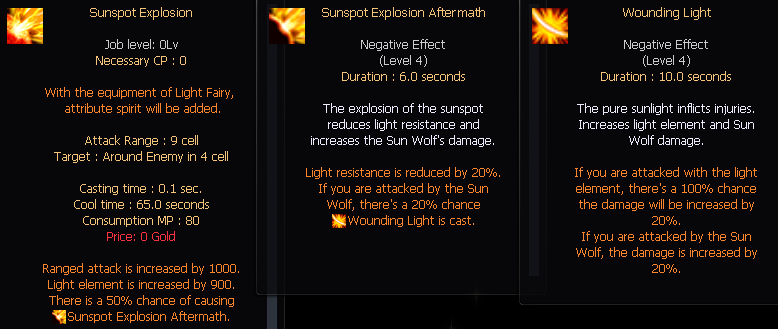 Sunspot Explosion
Job level: 0Lv
Necessary CP : 0
With the equipment of Light Fairy,
attribute spirit will be added.
Attack Range : 9 cell
Target : Around Enemy in 4 cell
Casting time : 0.1 sec.
Cool time : 65.0 seconds
Consumption MP : 80
Price: 0 Gold
Ranged attack is increased by 1000.
Light element is increased by 900.
There is a 50% chance of causing
Sunspot Explosion Aftermath.
Sunspot Explosion Aftermath
Negative Effect
(Level 4)
Duration : 6.0 seconds
The explosion of the sunspot
reduces light resistance and
increases the Sun Wolf's damage.
Light resistance is reduced by 20%.
If you are attacked by the Sun
Wolf, there's a 20% chance
Wounding Light is cast.
Wounding Light
Negative Effect
(Level 4)
Duration : 10.0 seconds
The pure sunlight inflicts injuries.
Increases light element and Sun
Wolf damage.
If you are attacked with the light
element, there's a 100% chance
the damage will be increased by
20%.
If you are attacked by the Sun
Wolf, the damage is increased by
20%.